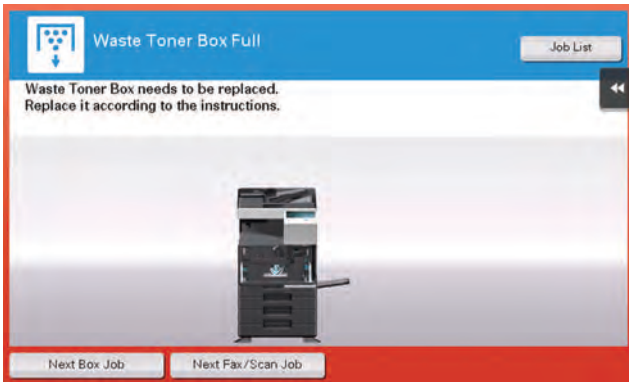 Waste Toner Box Full
Job List
Waste Toner Box needs to be replaced.
Replace it according to the instructions.
Next Box Job
Next Fax/Scan Job